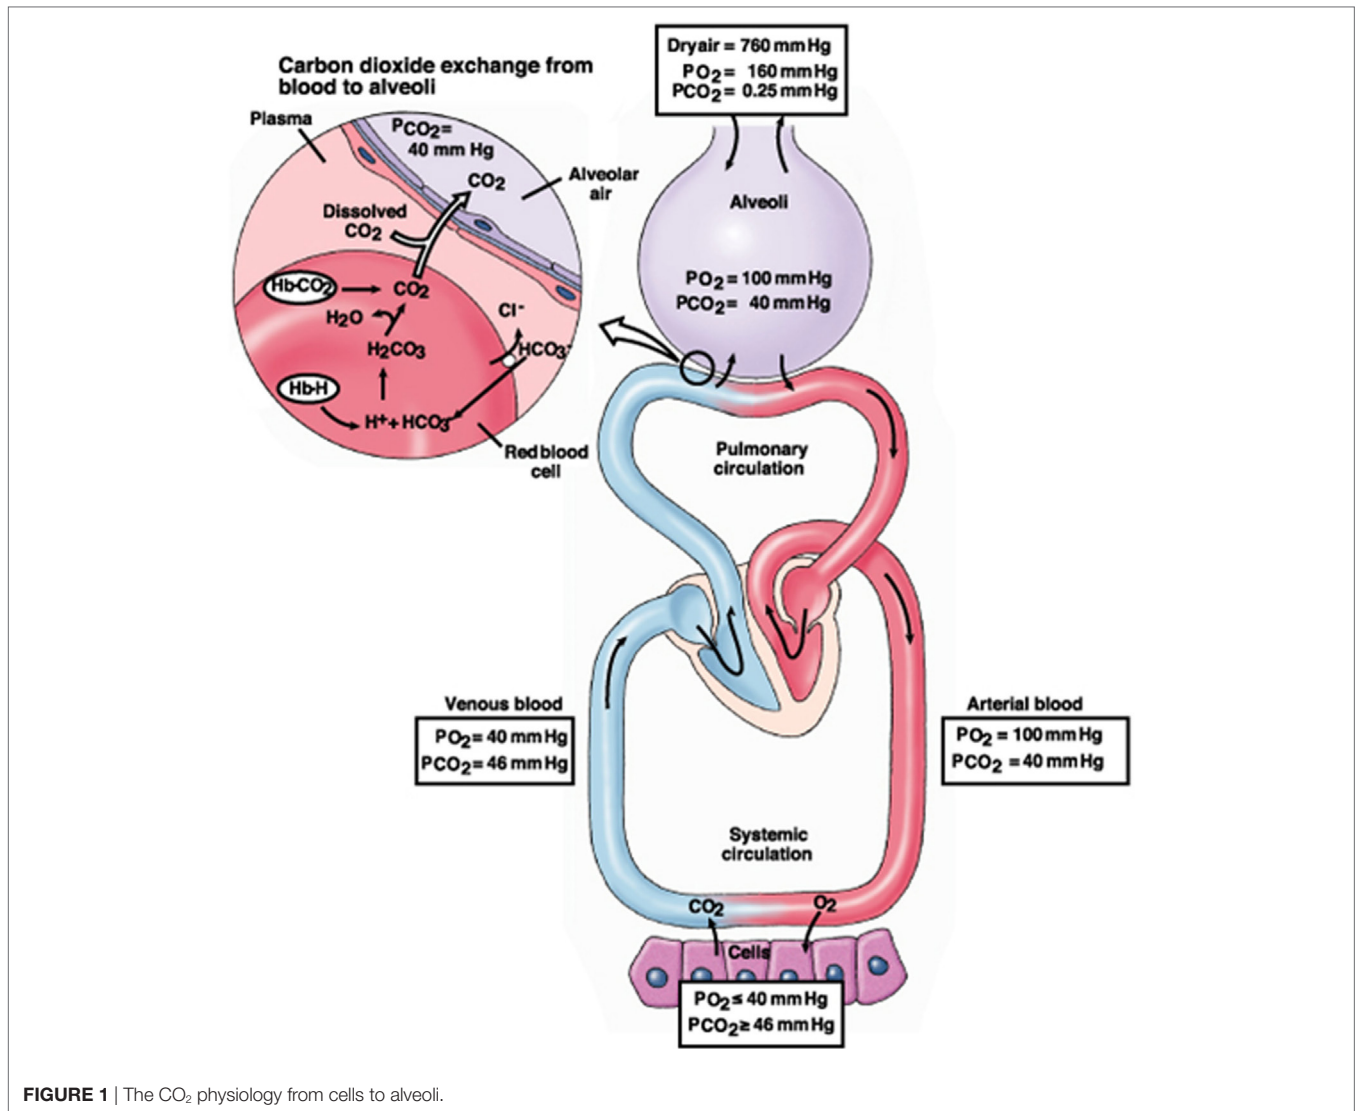 Carbon dioxide exchange from
blood to alveoli
Plasma
PCO2=
40 mm Hg
CO2
Alveolar
air
Dissolved
CO2
Hb-CO2
CO2
H2O
Cl-
H2CO3
HCO3-
Hb-H
H+ + HCO3-
Red blood
cell
Dry air = 760 mm Hg
PO2 = 160 mm Hg
PCO2 = 0.25 mm Hg
Alveoli
PO2 = 100 mm Hg
PCO2 = 40 mm Hg
Pulmonary
circulation
Venous blood
PO2 = 40 mm Hg
PCO2 = 46 mm Hg
Arterial blood
PO2 = 100 mm Hg
PCO2 = 40 mm Hg
Systemic
circulation
CO2
O2
Cells
PO2 ≤ 40 mm Hg
PCO2 ≥ 46 mm Hg
FIGURE 1 | The CO₂ physiology from cells to alveoli.